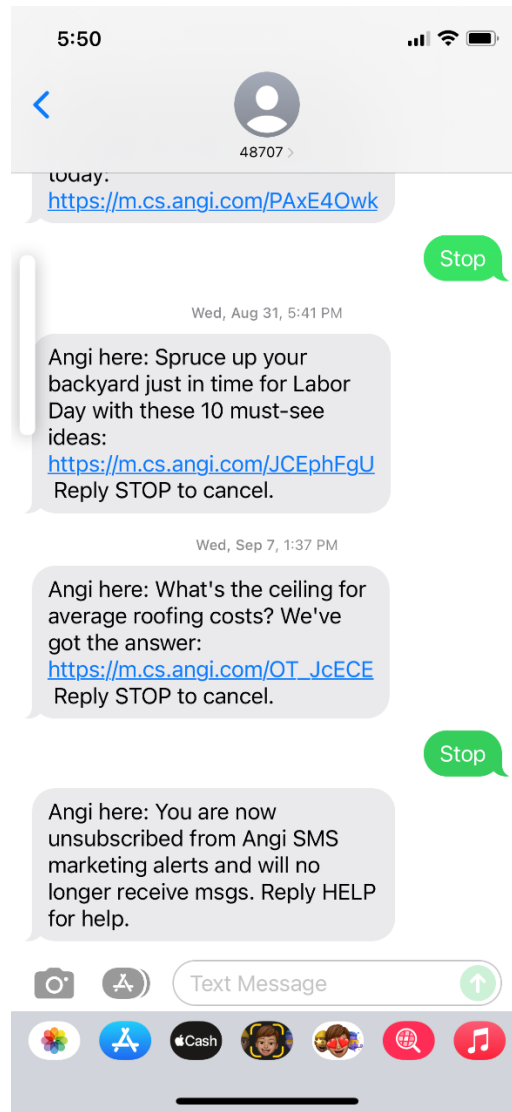 5:50
48707 >
today:
https://m.cs.angi.com/PAxE4Owk
Stop
Wed, Aug 31, 5:41 PM
Angi here: Spruce up your
backyard just in time for Labor
Day with these 10 must-see
ideas:
https://m.cs.angi.com/JCEphFgU
Reply STOP to cancel.
Wed, Sep 7, 1:37 PM
Angi here: What's the ceiling for
average roofing costs? We've
got the answer:
https://m.cs.angi.com/OT_JcECE
Reply STOP to cancel.
Stop
Angi here: You are now
unsubscribed from Angi SMS
marketing alerts and will no
longer receive msgs. Reply HELP
for help.
Text Message
Cash